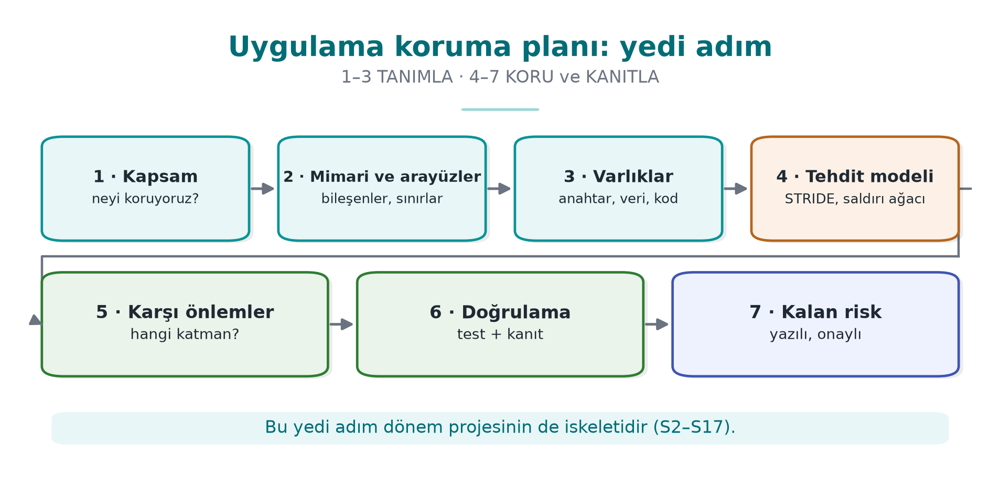 Uygulama koruma planı: yedi adım
1–3 TANIMLA · 4–7 KORU ve KANITLA
1 · Kapsam
neyi koruyoruz?
2 · Mimari ve arayüzler
bileşenler, sınırlar
3 · Varlıklar
anahtar, veri, kod
4 · Tehdit modeli
STRIDE, saldırı ağacı
5 · Karşı önlemler
hangi katman?
6 · Doğrulama
test + kanıt
7 · Kalan risk
yazılı, onaylı
Bu yedi adım dönem projesinin de iskeletidir (S2–S17).